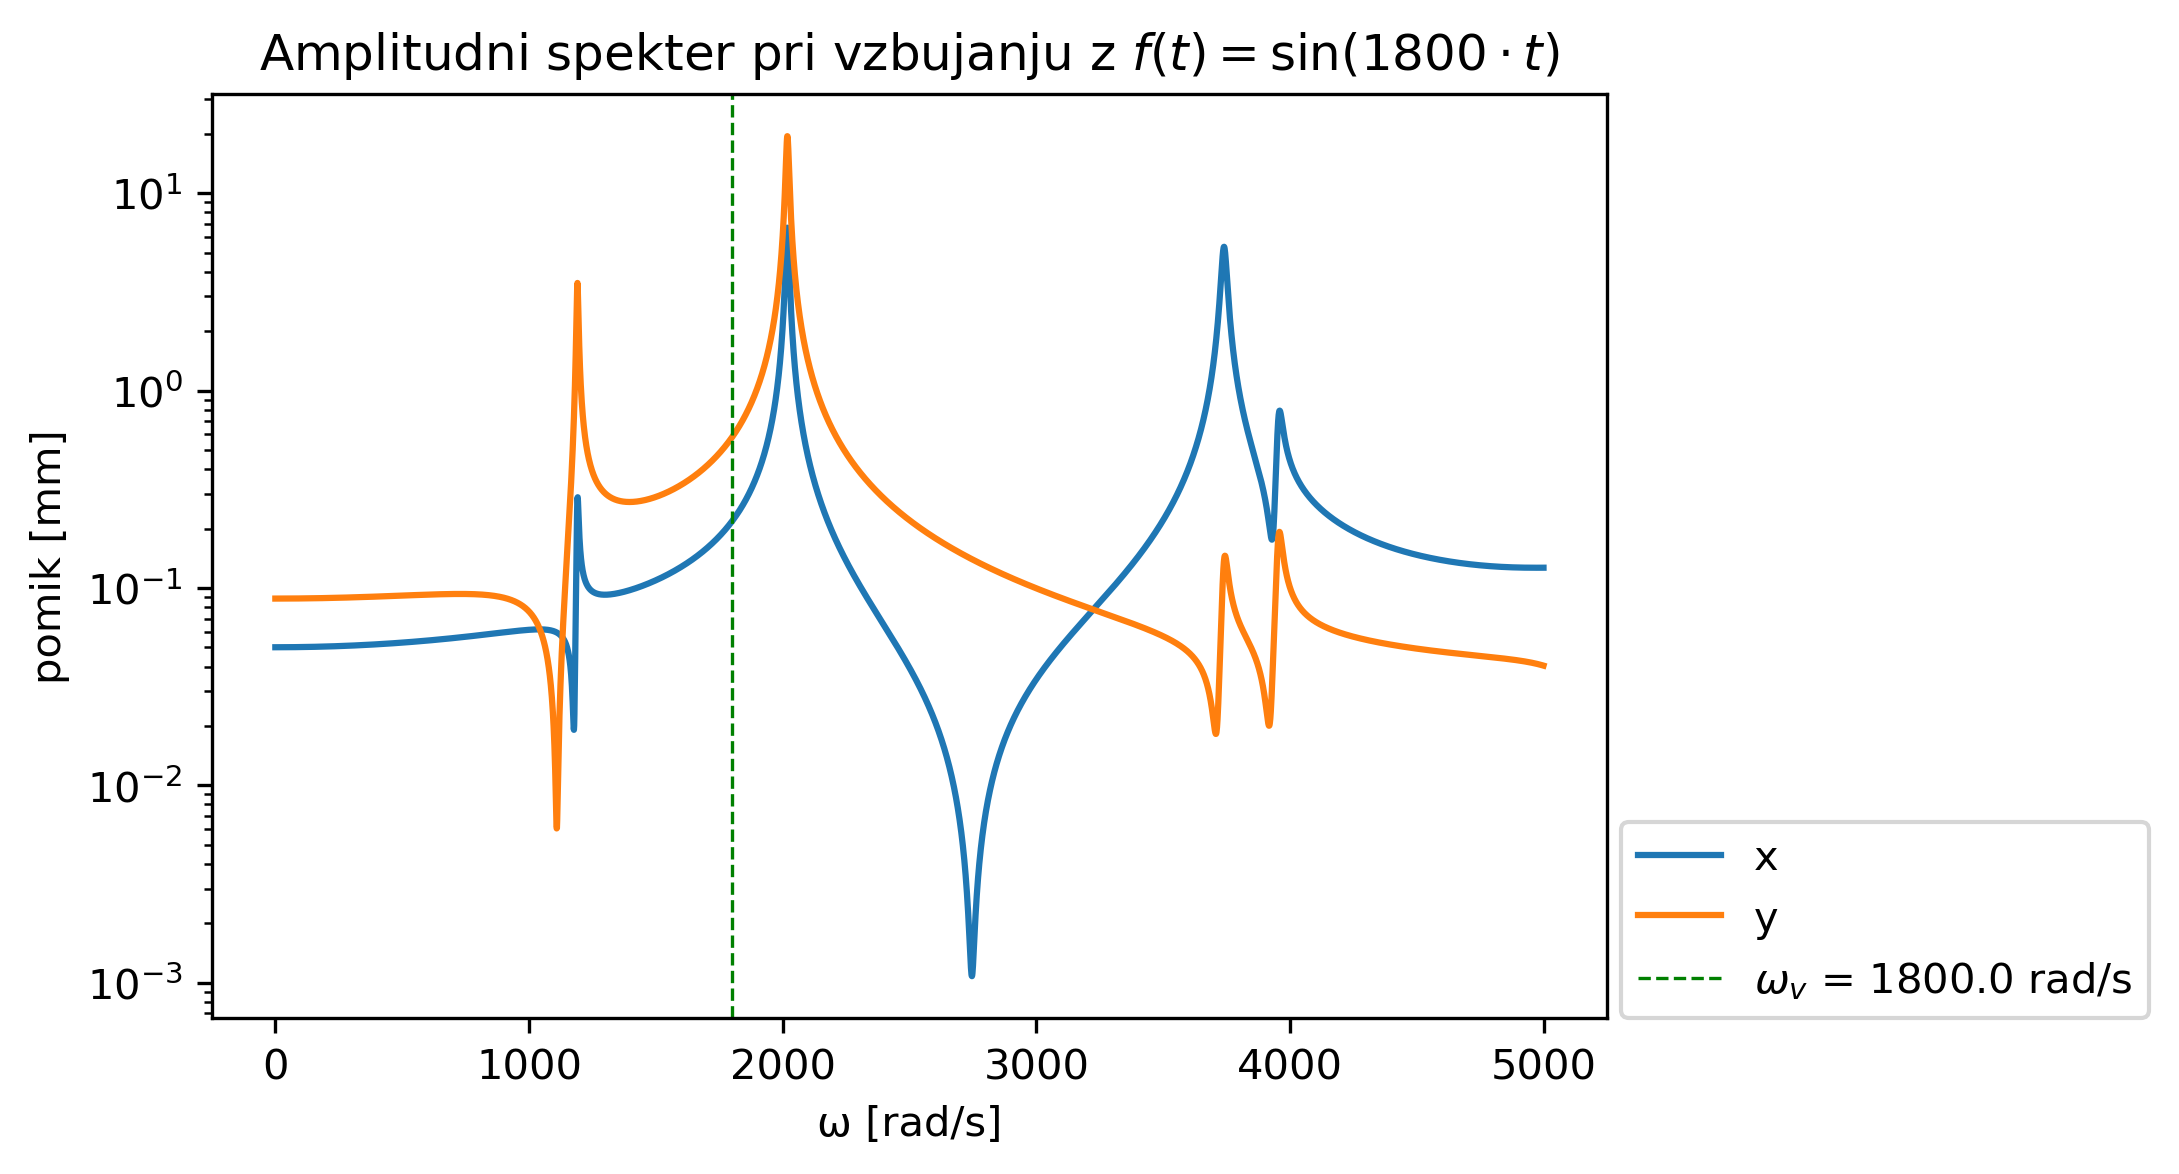 Amplitudni spekter pri vzbujanju z f(t) = sin(1800 · t)
pomik [mm]
10¹
10⁰
10⁻¹
10⁻²
10⁻³
0 1000 2000 3000 4000 5000
ω [rad/s]
x
y
ωᵥ = 1800.0 rad/s